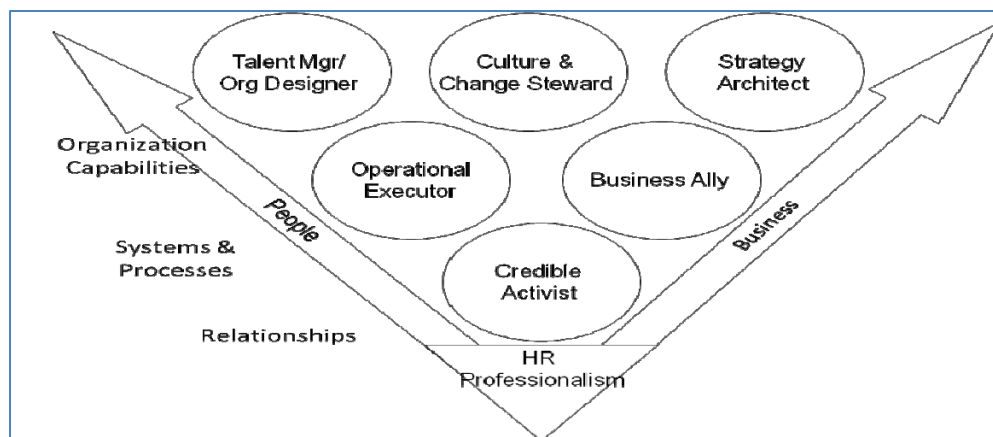 Talent Mgr/
Org Designer
Culture &
Change Steward
Strategy
Architect
Organization
Capabilities
Operational
Executor
Business Ally
People
Business
Systems &
Processes
Credible
Activist
Relationships
HR
Professionalism